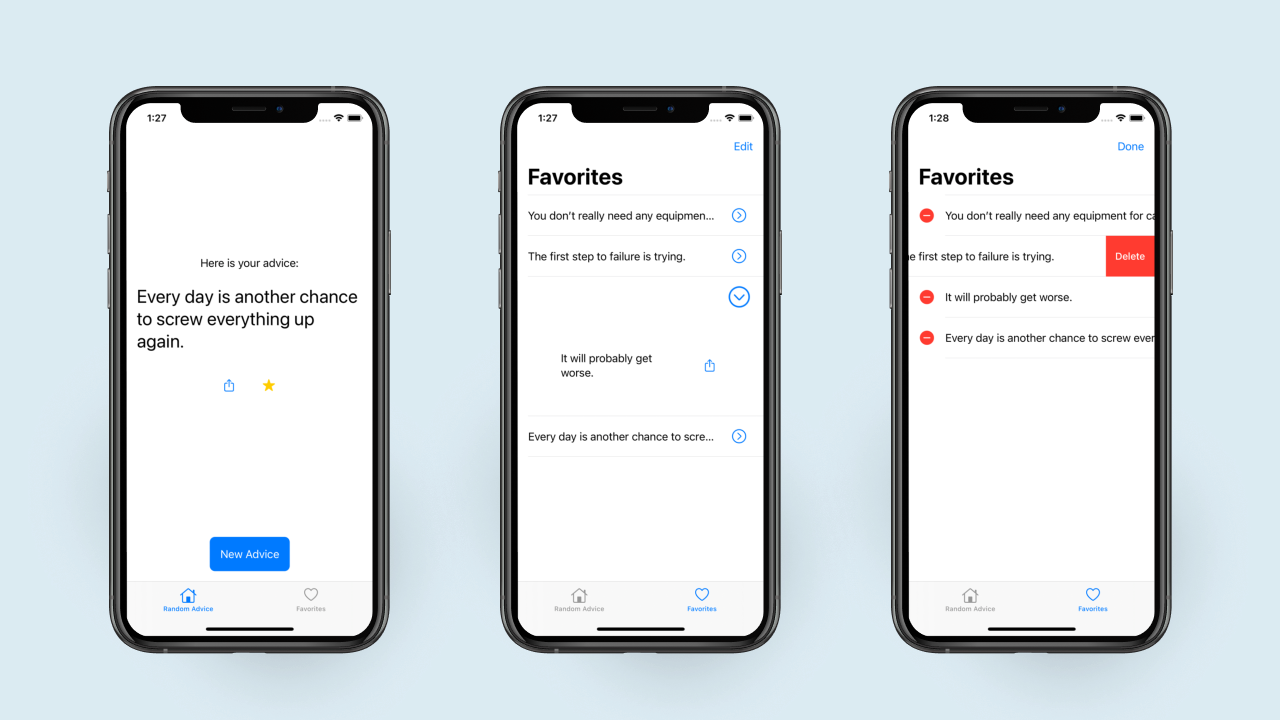 1:27
Here is your advice:
Every day is another chance
to screw everything up
again.
New Advice
Random Advice
Favorites
1:27
Edit
Favorites
You don't really need any equipmen...
The first step to failure is trying.
It will probably get
worse.
Every day is another chance to scre...
Random Advice
Favorites
1:28
Done
Favorites
You don't really need any equipment for ca
e first step to failure is trying.
Delete
It will probably get worse.
Every day is another chance to screw ever
Random Advice
Favorites